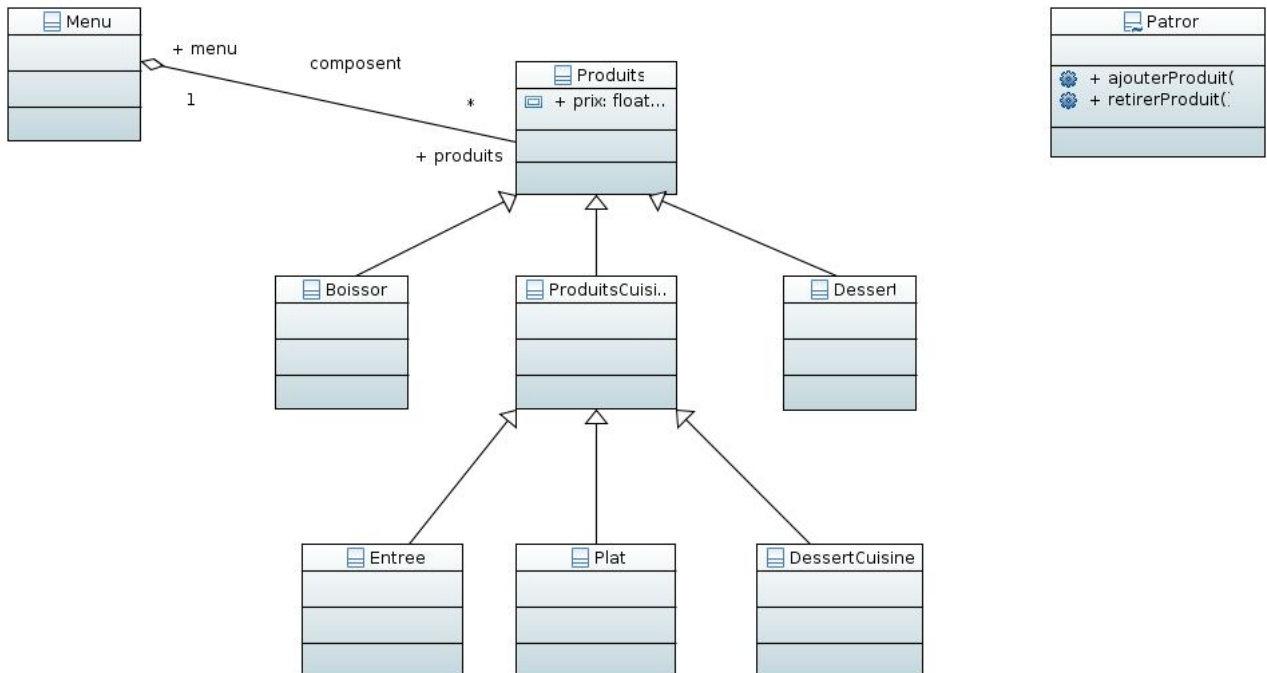 Menu
Patror
+ menu
composent
Produits
+ ajouterProduit(
1
*
+ prix: float...
+ retirerProduit(
+ produits
Boissor
ProduitsCuisi..
Dessert
Entree
Plat
DessertCuisine